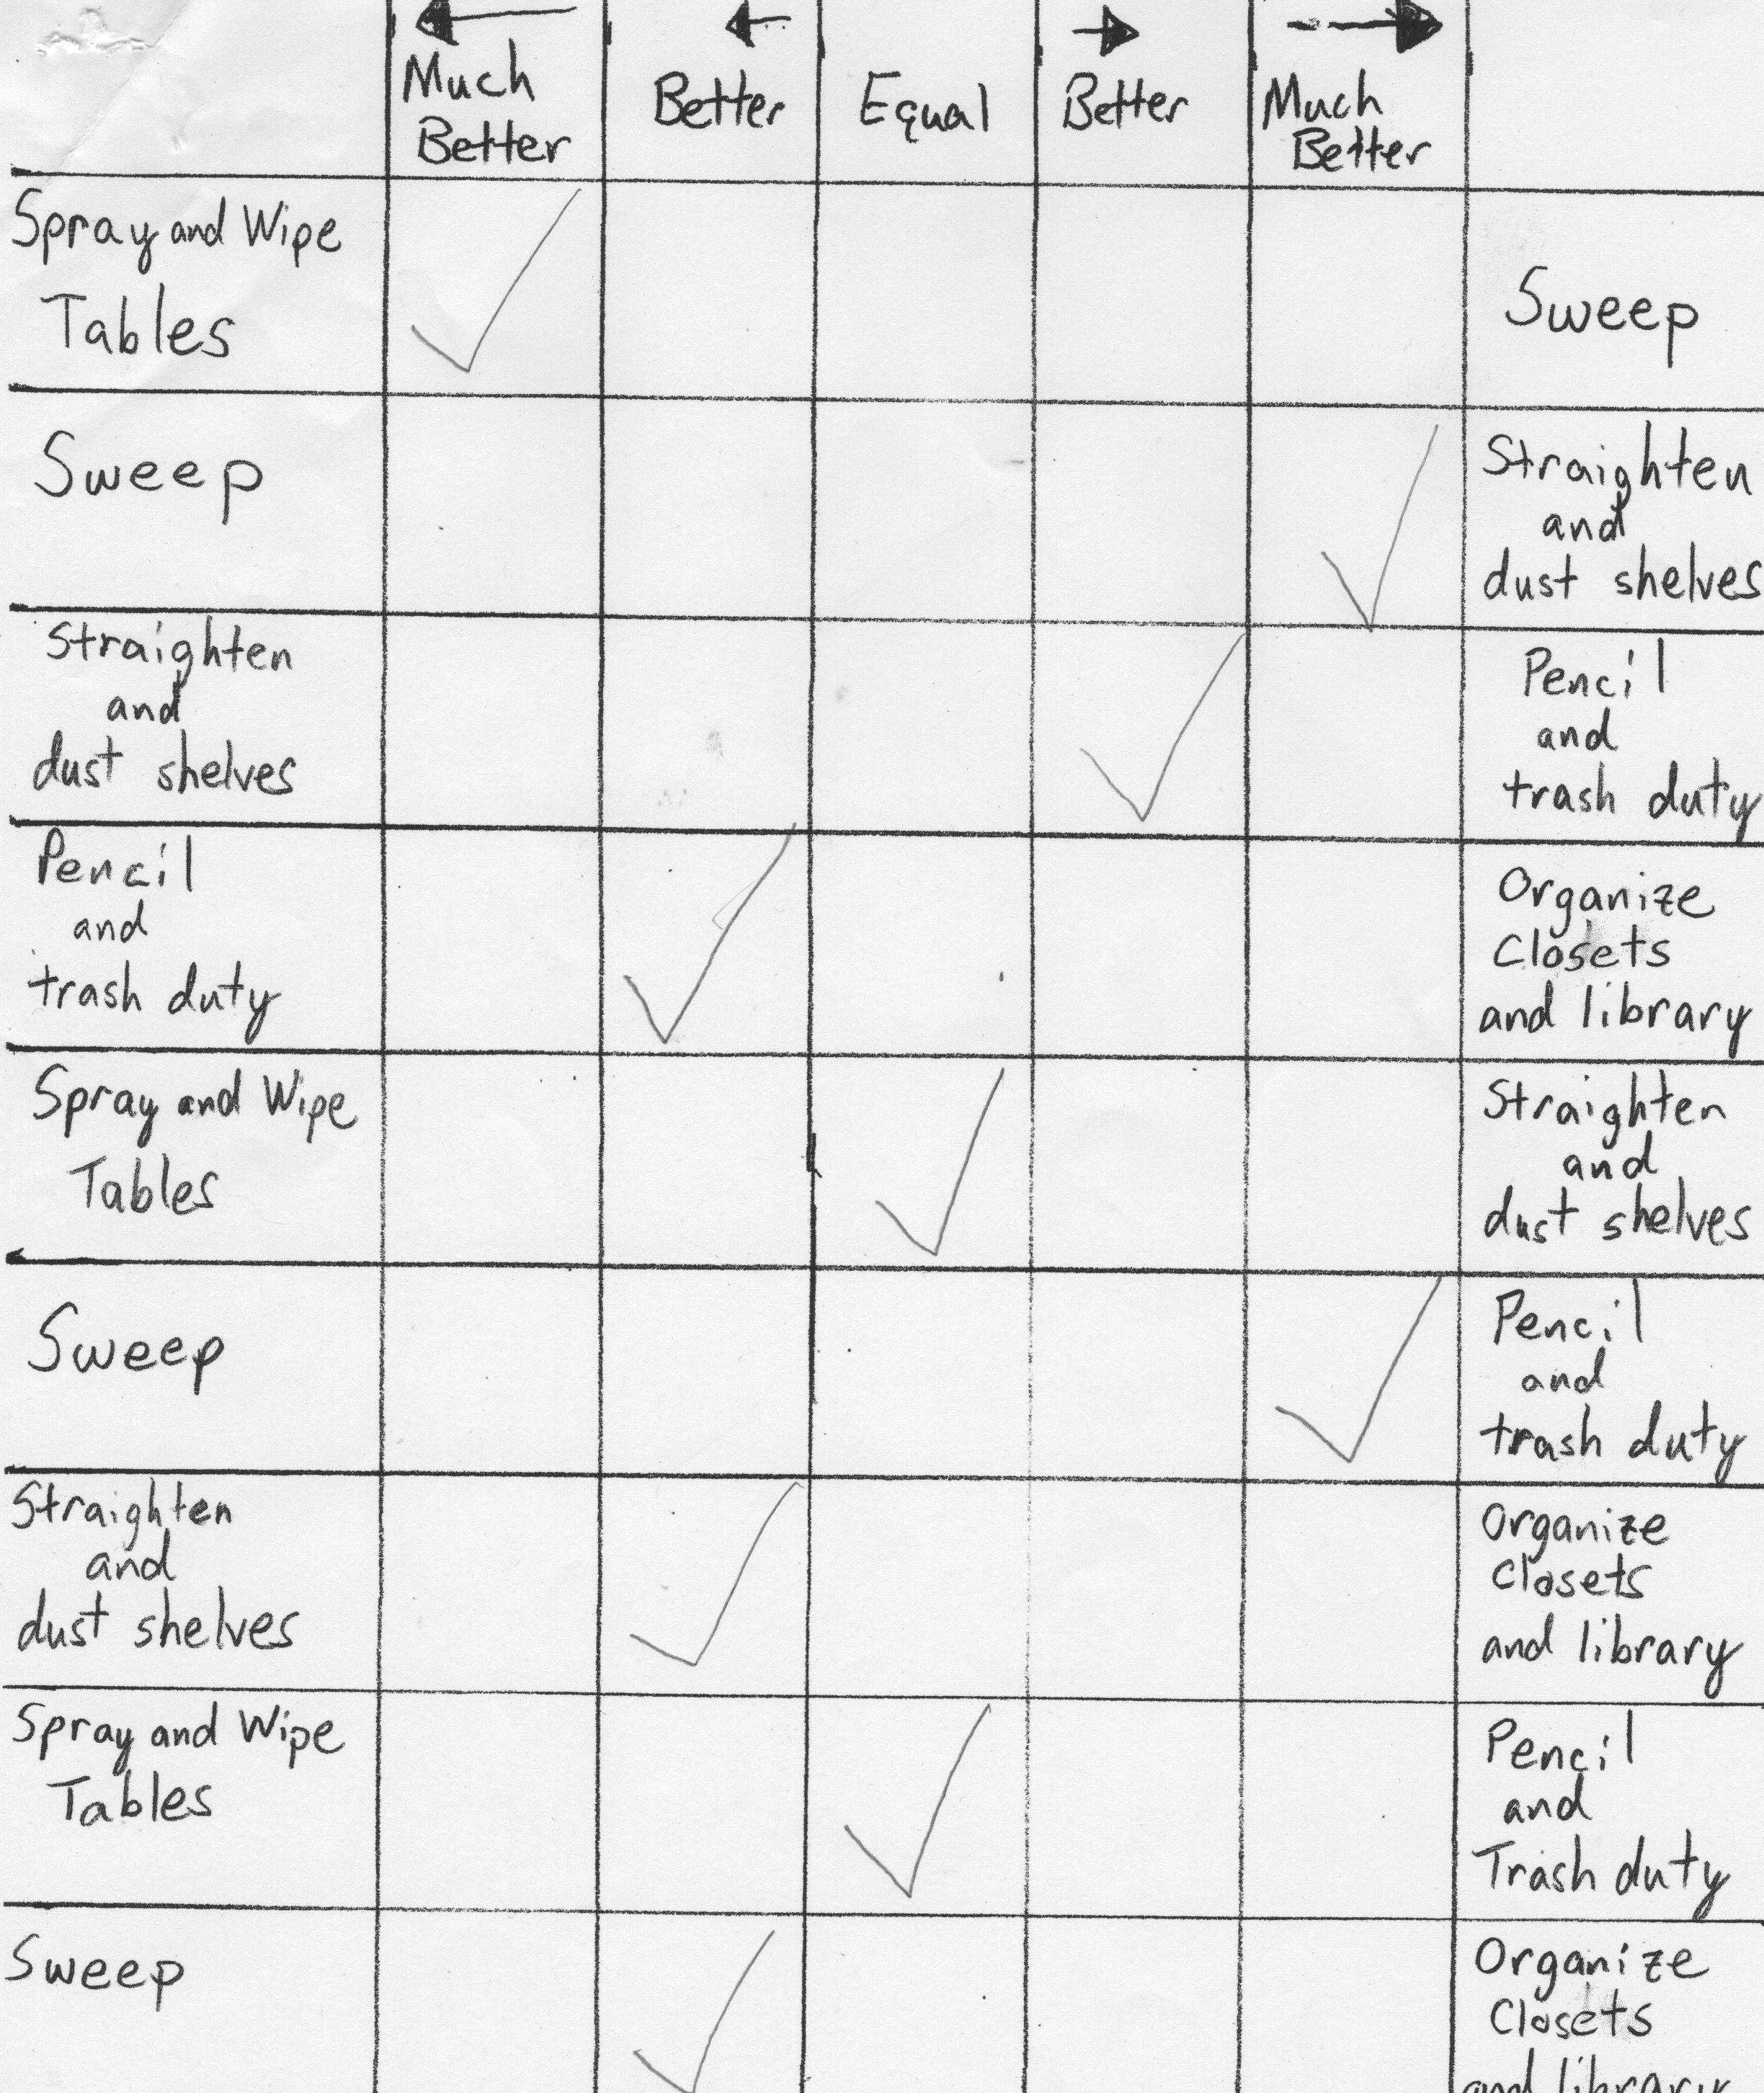 Much Better
Better
Equal
Better
Much Better
Spray and Wipe
Tables
Sweep
Sweep
Straighten
and
dust shelves
Straighten
and
dust shelves
Pencil
and
trash duty
Pencil
and
trash duty
Organize
Closets
and library
Spray and Wipe
Tables
Straighten
and
dust shelves
Sweep
Pencil
and
trash duty
Straighten
and
dust shelves
Organize
Closets
and library
Spray and Wipe
Tables
Pencil
and
Trash duty
Sweep
Organize
Closets
and library